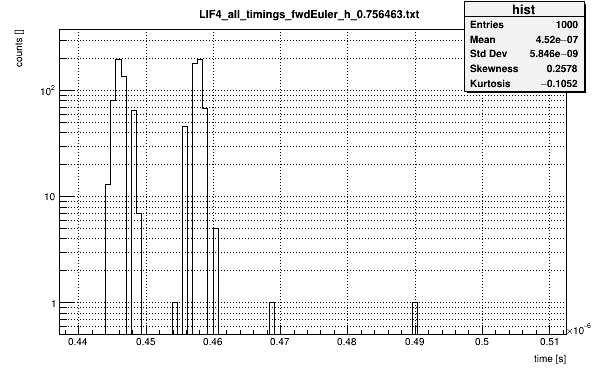 LIF4_all_timings_fwdEuler_h_0.756463.txt
hist
Entries 1000
Mean 4.52e−07
Std Dev 5.846e−09
Skewness 0.2578
Kurtosis −0.1052
counts []
10²
10
1
0.44 0.45 0.46 0.47 0.48 0.49 0.5 0.51
×10⁻⁶
time [s]